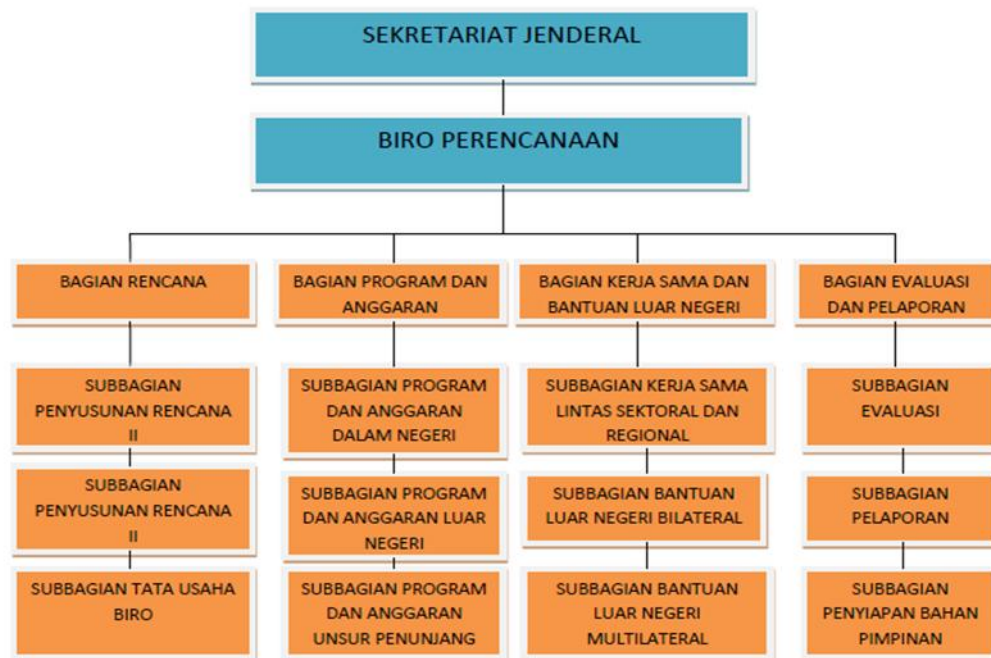 SEKRETARIAT JENDERAL
BIRO PERENCANAAN
BAGIAN RENCANA
BAGIAN PROGRAM DAN
ANGGARAN
BAGIAN KERJA SAMA DAN
BANTUAN LUAR NEGERI
BAGIAN EVALUASI
DAN PELAPORAN
SUBBAGIAN
PENYUSUNAN RENCANA
II
SUBBAGIAN PROGRAM
DAN ANGGARAN
DALAM NEGERI
SUBBAGIAN KERJA SAMA
LINTAS SEKTORAL DAN
REGIONAL
SUBBAGIAN
EVALUASI
SUBBAGIAN
PENYUSUNAN RENCANA
II
SUBBAGIAN PROGRAM
DAN ANGGARAN LUAR
NEGERI
SUBBAGIAN BANTUAN
LUAR NEGERI BILATERAL
SUBBAGIAN
PELAPORAN
SUBBAGIAN TATA USAHA
BIRO
SUBBAGIAN PROGRAM
DAN ANGGARAN
UNSUR PENUNJANG
SUBBAGIAN BANTUAN
LUAR NEGERI
MULTILATERAL
SUBBAGIAN
PENYIAPAN BAHAN
PIMPINAN